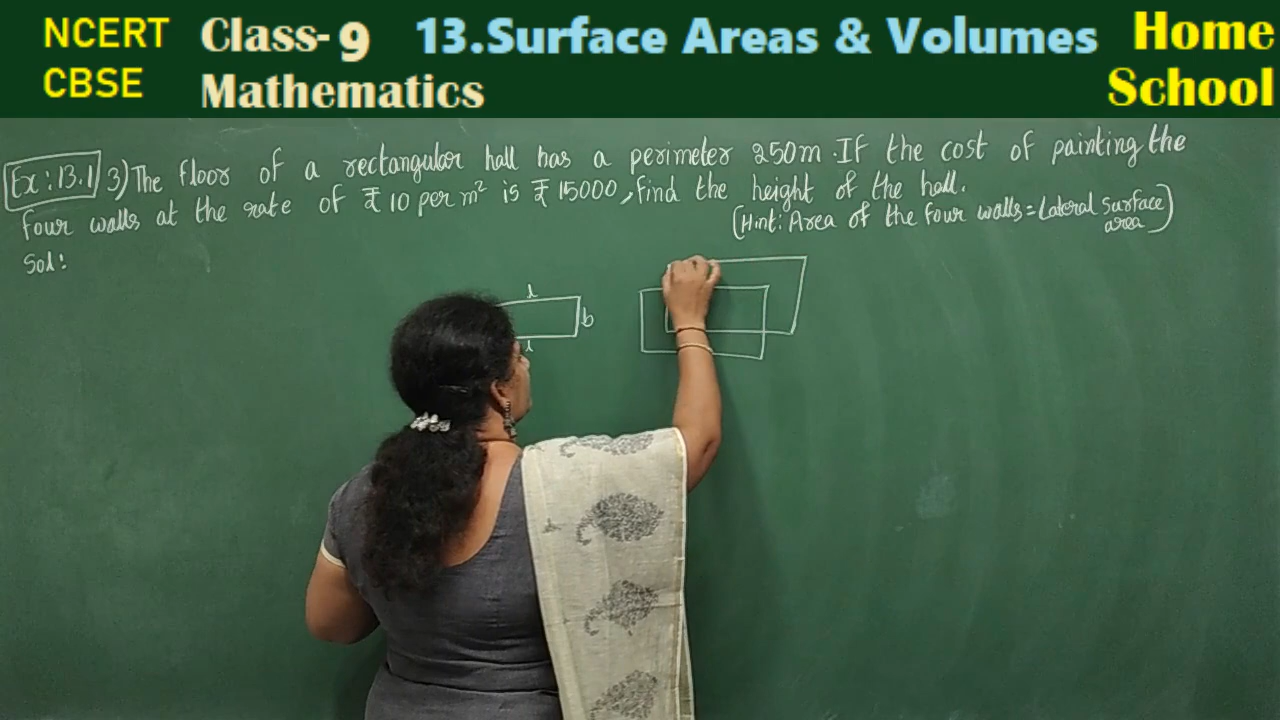 NCERT
CBSE
Class-9
Mathematics
13.Surface Areas & Volumes
Home
School
Ex:13.1 3) The floor of a rectangular hall has a perimeter 250m. If the cost of painting the
four walls at the rate of ₹ 10 per m² is ₹ 15000, find the height of the hall.
(Hint: Area of the four walls = Lateral Surface
area)
Sol:
l
b
l